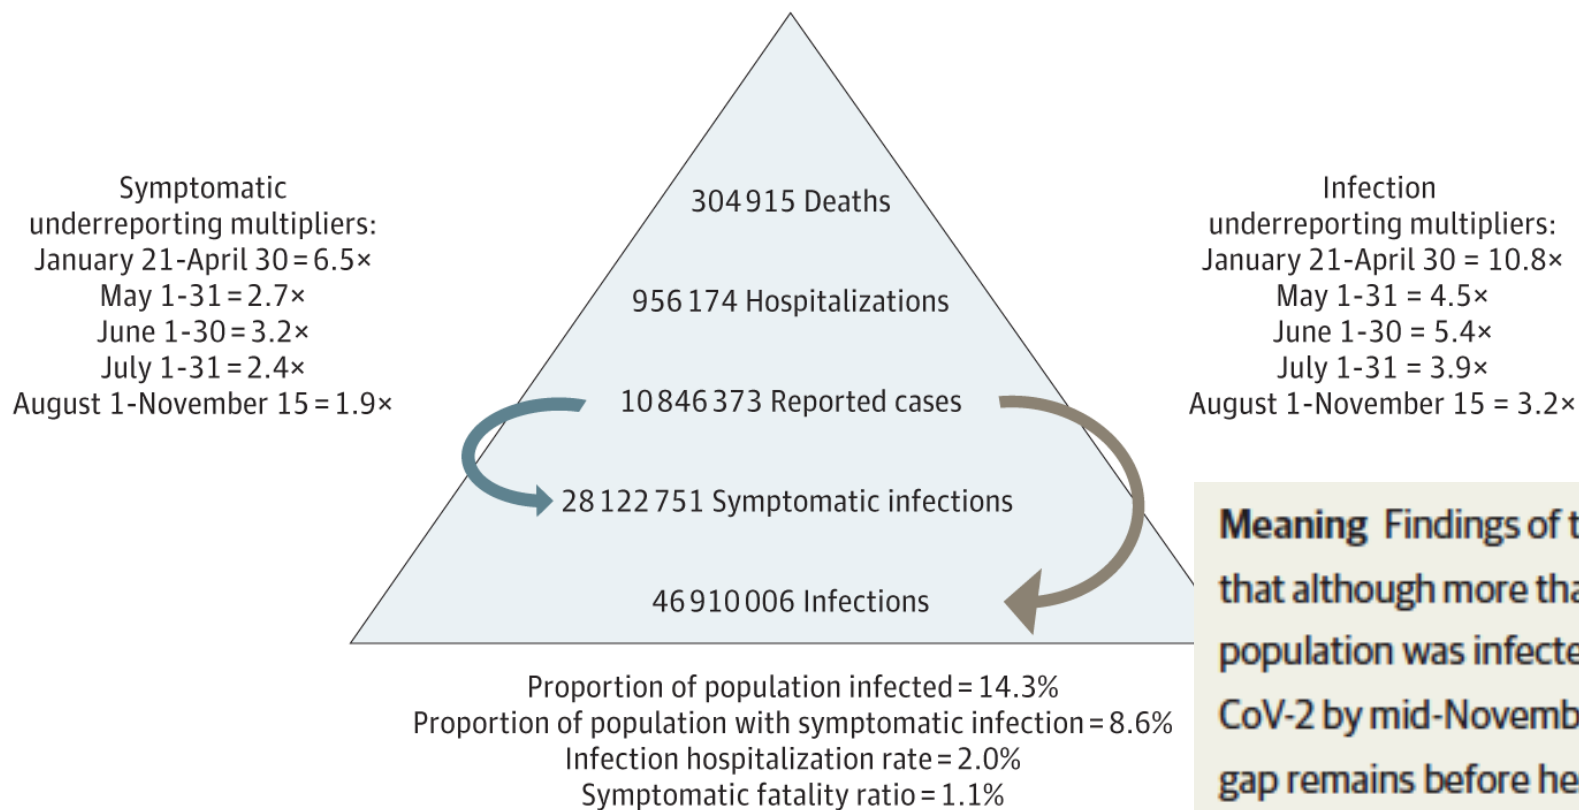 304 915 Deaths
956 174 Hospitalizations
10 846 373 Reported cases
28 122 751 Symptomatic infections
46 910 006 Infections
Symptomatic
underreporting multipliers:
January 21-April 30 = 6.5×
May 1-31 = 2.7×
June 1-30 = 3.2×
July 1-31 = 2.4×
August 1-November 15 = 1.9×
Infection
underreporting multipliers:
January 21-April 30 = 10.8×
May 1-31 = 4.5×
June 1-30 = 5.4×
July 1-31 = 3.9×
August 1-November 15 = 3.2×
Proportion of population infected = 14.3%
Proportion of population with symptomatic infection = 8.6%
Infection hospitalization rate = 2.0%
Symptomatic fatality ratio = 1.1%
Meaning Findings of
that although more
population was
CoV-2 by
gap remains before